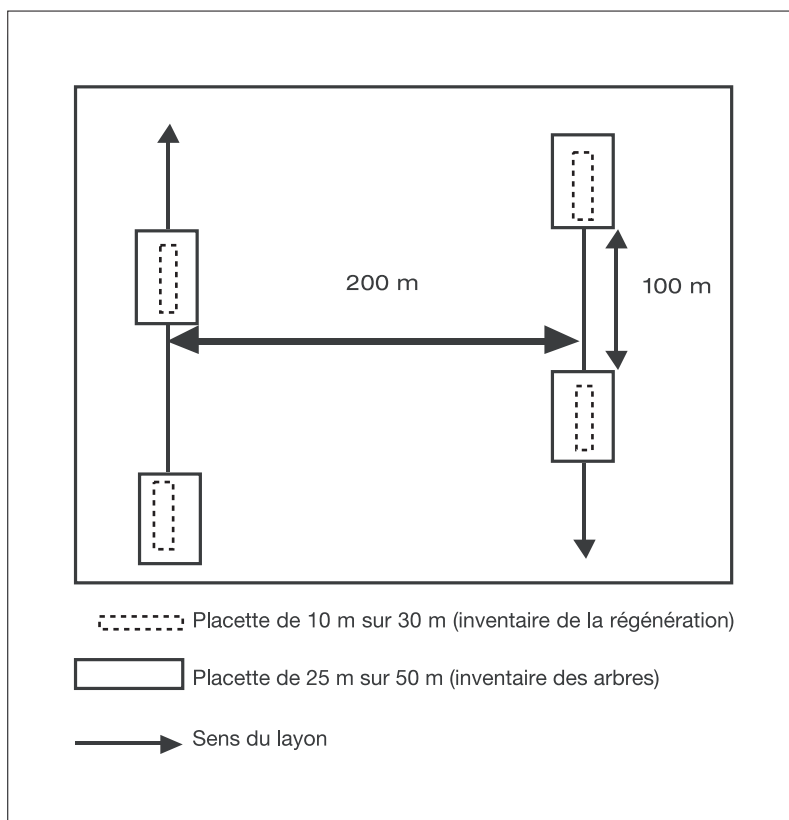 200 m
100 m
Placette de 10 m sur 30 m (inventaire de la régénération)
Placette de 25 m sur 50 m (inventaire des arbres)
Sens du layon